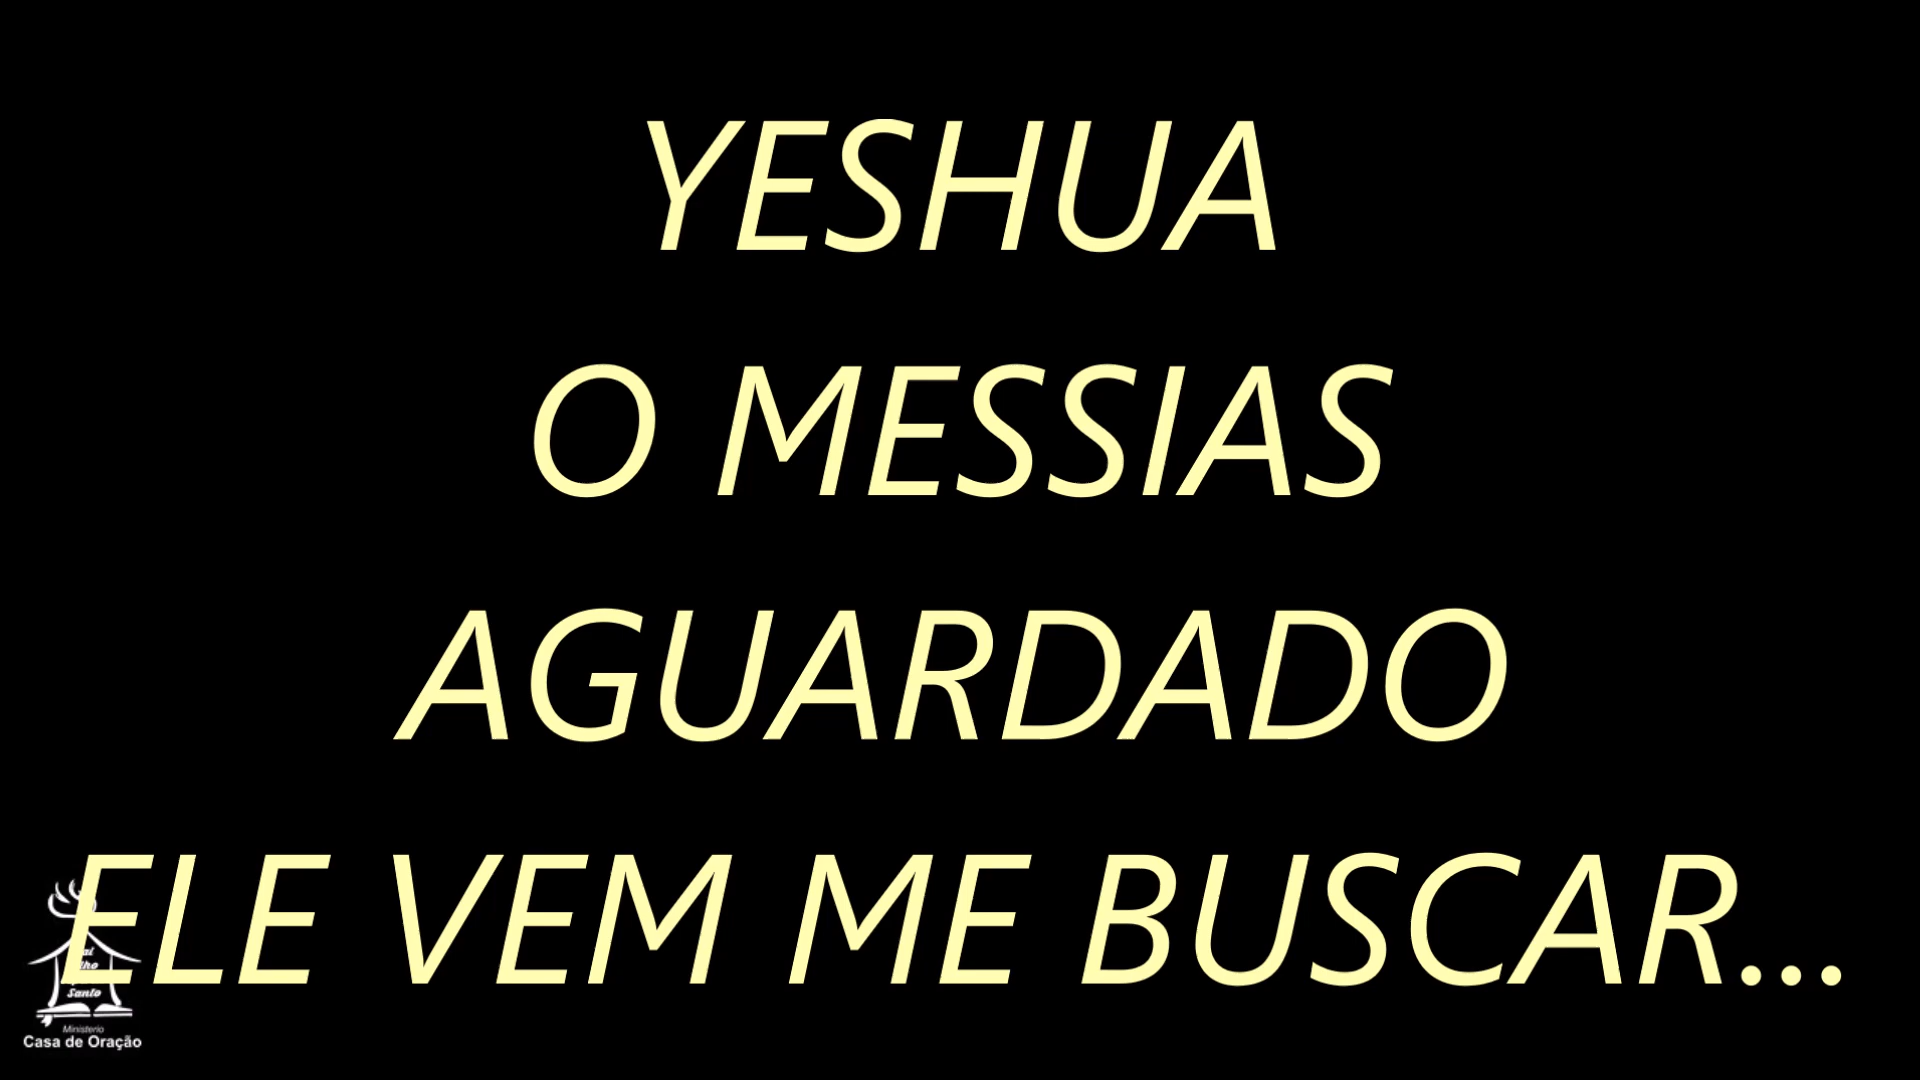 YESHUA
O MESSIAS
AGUARDADO
ELE VEM ME BUSCAR...
Santo
Ministerio
Casa de Oração